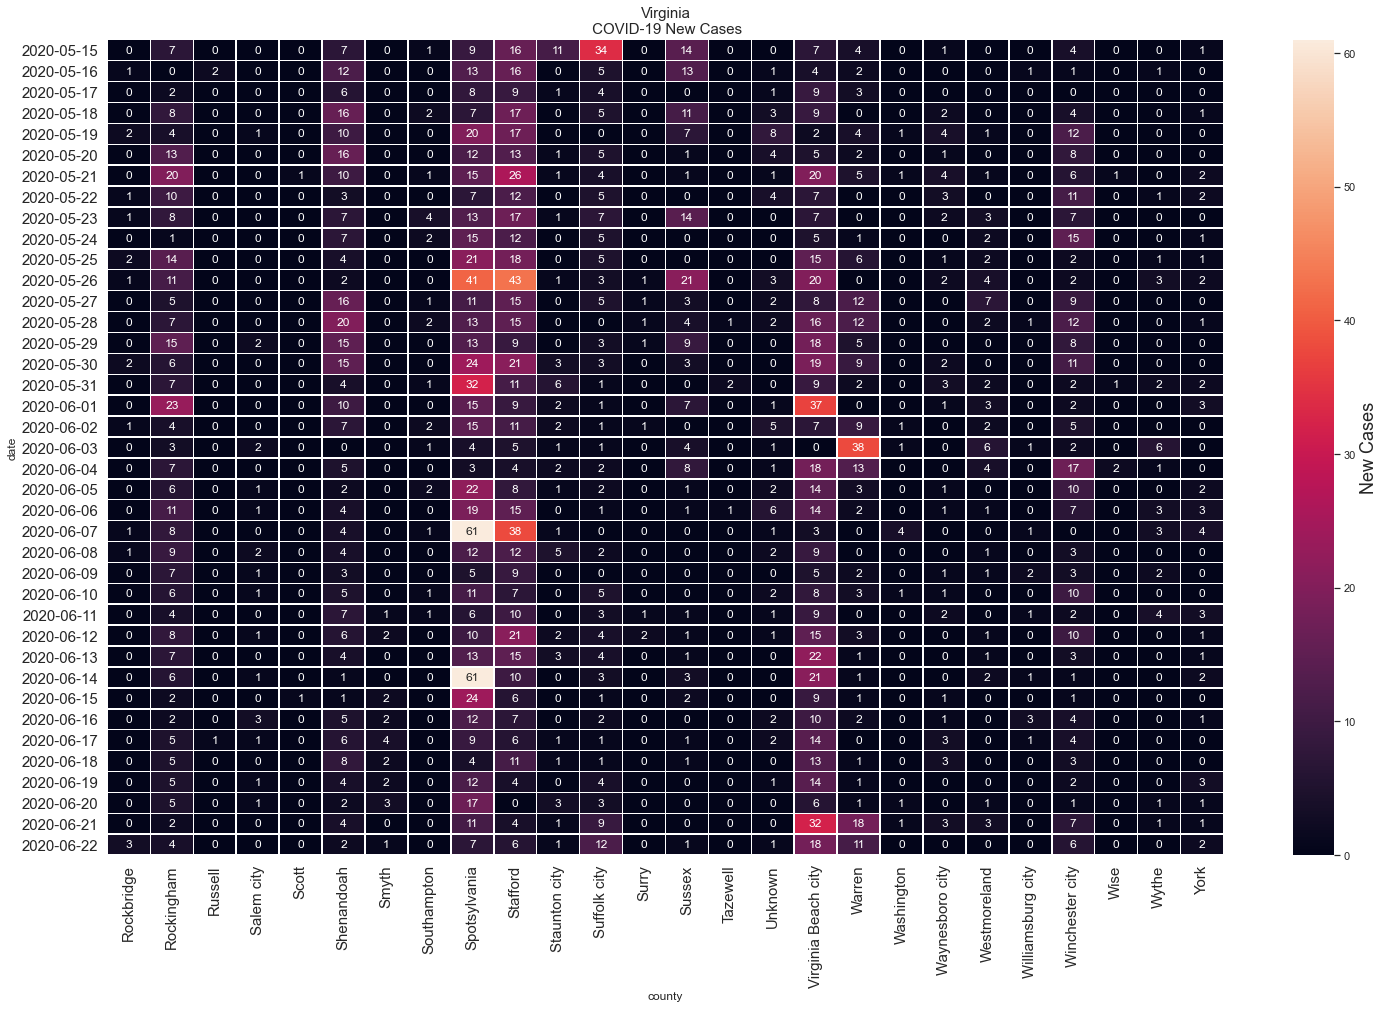 Virginia
COVID-19 New Cases
2020-05-15 0 7 0 0 0 7 0 1 9 16 11 34 0 14 0 0 7 4 0 1 0 0 4 0 0 1
2020-05-16 1 0 2 0 0 12 0 0 13 16 0 5 0 13 0 1 4 2 0 0 0 1 1 0 1 0
2020-05-17 0 2 0 0 0 6 0 0 8 9 1 4 0 0 0 1 9 3 0 0 0 0 0 0 0 0
2020-05-18 0 8 0 0 0 16 0 2 7 17 0 5 0 11 0 3 9 0 0 2 0 0 4 0 0 1
2020-05-19 2 4 0 1 0 10 0 0 20 17 0 0 0 7 0 8 2 4 1 4 1 0 12 0 0 0
2020-05-20 0 13 0 0 0 16 0 0 12 13 1 5 0 1 0 4 5 2 0 1 0 0 8 0 0 0
2020-05-21 0 20 0 0 1 10 0 1 15 26 1 4 0 1 0 1 20 5 1 4 1 0 6 1 0 2
2020-05-22 1 10 0 0 0 3 0 0 7 12 0 5 0 0 0 4 7 0 0 3 0 0 11 0 1 2
2020-05-23 1 8 0 0 0 7 0 4 13 17 1 7 0 14 0 0 7 0 0 2 3 0 7 0 0 0
2020-05-24 0 1 0 0 0 7 0 2 15 12 0 5 0 0 0 0 5 1 0 0 2 0 15 0 0 1
2020-05-25 2 14 0 0 0 4 0 0 21 18 0 5 0 0 0 0 15 6 0 1 2 0 2 0 1 1
2020-05-26 1 11 0 0 0 2 0 0 41 43 1 3 1 21 0 3 20 0 0 2 4 0 2 0 3 2
2020-05-27 0 5 0 0 0 16 0 1 11 15 0 5 1 3 0 2 8 12 0 0 7 0 9 0 0 0
2020-05-28 0 7 0 0 0 20 0 2 13 15 0 0 1 4 1 2 16 12 0 0 2 1 12 0 0 1
2020-05-29 0 15 0 2 0 15 0 0 13 9 0 3 1 9 0 0 18 5 0 0 0 0 8 0 0 0
2020-05-30 2 6 0 0 0 15 0 0 24 21 3 3 0 3 0 0 19 9 0 2 0 0 11 0 0 0
2020-05-31 0 7 0 0 0 4 0 1 32 11 6 1 0 0 2 0 9 2 0 3 2 0 2 1 2 2
2020-06-01 0 23 0 0 0 10 0 0 15 9 2 1 0 7 0 1 37 0 0 1 3 0 2 0 0 3
2020-06-02 1 4 0 0 0 7 0 2 15 11 2 1 1 0 0 5 7 9 1 0 2 0 5 0 0 0
2020-06-03 0 3 0 2 0 0 0 1 4 5 1 1 0 4 0 1 0 38 1 0 6 1 2 0 6 0
2020-06-04 0 7 0 0 0 5 0 0 3 4 2 2 0 8 0 1 18 13 0 0 4 0 17 2 1 0
2020-06-05 0 6 0 1 0 2 0 2 22 8 1 2 0 1 0 2 14 3 0 1 0 0 10 0 0 2
2020-06-06 0 11 0 1 0 4 0 0 19 15 0 1 0 1 1 6 14 2 0 1 1 0 7 0 3 3
2020-06-07 1 8 0 0 0 4 0 1 61 38 1 0 0 0 0 1 3 0 4 0 0 1 0 0 3 4
2020-06-08 1 9 0 2 0 4 0 0 12 12 5 2 0 0 0 2 9 0 0 0 1 0 3 0 0 0
2020-06-09 0 7 0 1 0 3 0 0 5 9 0 0 0 0 0 0 5 2 0 1 1 2 3 0 2 0
2020-06-10 0 6 0 1 0 5 0 1 11 7 0 5 0 0 0 2 8 3 1 1 0 0 10 0 0 0
2020-06-11 0 4 0 0 0 7 1 1 6 10 0 3 1 1 0 1 9 0 0 2 0 1 2 0 4 3
2020-06-12 0 8 0 1 0 6 2 0 10 21 2 4 2 1 0 1 15 3 0 0 1 0 10 0 0 1
2020-06-13 0 7 0 0 0 4 0 0 13 15 3 4 0 1 0 0 22 1 0 0 1 0 3 0 0 1
2020-06-14 0 6 0 1 0 1 0 0 61 10 0 3 0 3 0 0 21 1 0 0 2 1 1 0 0 2
2020-06-15 0 2 0 0 1 1 2 0 24 6 0 1 0 2 0 0 9 1 0 1 0 0 1 0 0 0
2020-06-16 0 2 0 3 0 5 2 0 12 7 0 2 0 0 0 2 10 2 0 1 0 3 4 0 0 1
2020-06-17 0 5 1 1 0 6 4 0 9 6 1 1 0 1 0 2 14 0 0 3 0 1 4 0 0 0
2020-06-18 0 5 0 0 0 8 2 0 4 11 1 1 0 1 0 0 13 1 0 3 0 0 3 0 0 0
2020-06-19 0 5 0 1 0 4 2 0 12 4 0 4 0 0 0 1 14 1 0 0 0 0 2 0 0 3
2020-06-20 0 5 0 1 0 2 3 0 17 0 3 3 0 0 0 0 6 1 1 0 1 0 1 0 1 1
2020-06-21 0 2 0 0 0 4 0 0 11 4 1 9 0 0 0 0 32 18 1 3 3 0 7 0 1 1
2020-06-22 3 4 0 0 0 2 1 0 7 6 1 12 0 1 0 1 18 11 0 0 0 0 6 0 0 2
date
Rockbridge
Rockingham
Russell
Salem city
Scott
Shenandoah
Smyth
Southampton
Spotsylvania
Stafford
Staunton city
Suffolk city
Surry
Sussex
Tazewell
Unknown
Virginia Beach city
Warren
Washington
Waynesboro city
Westmoreland
Williamsburg city
Winchester city
Wise
Wythe
York
county
60
50
40
30
20
10
0
New Cases